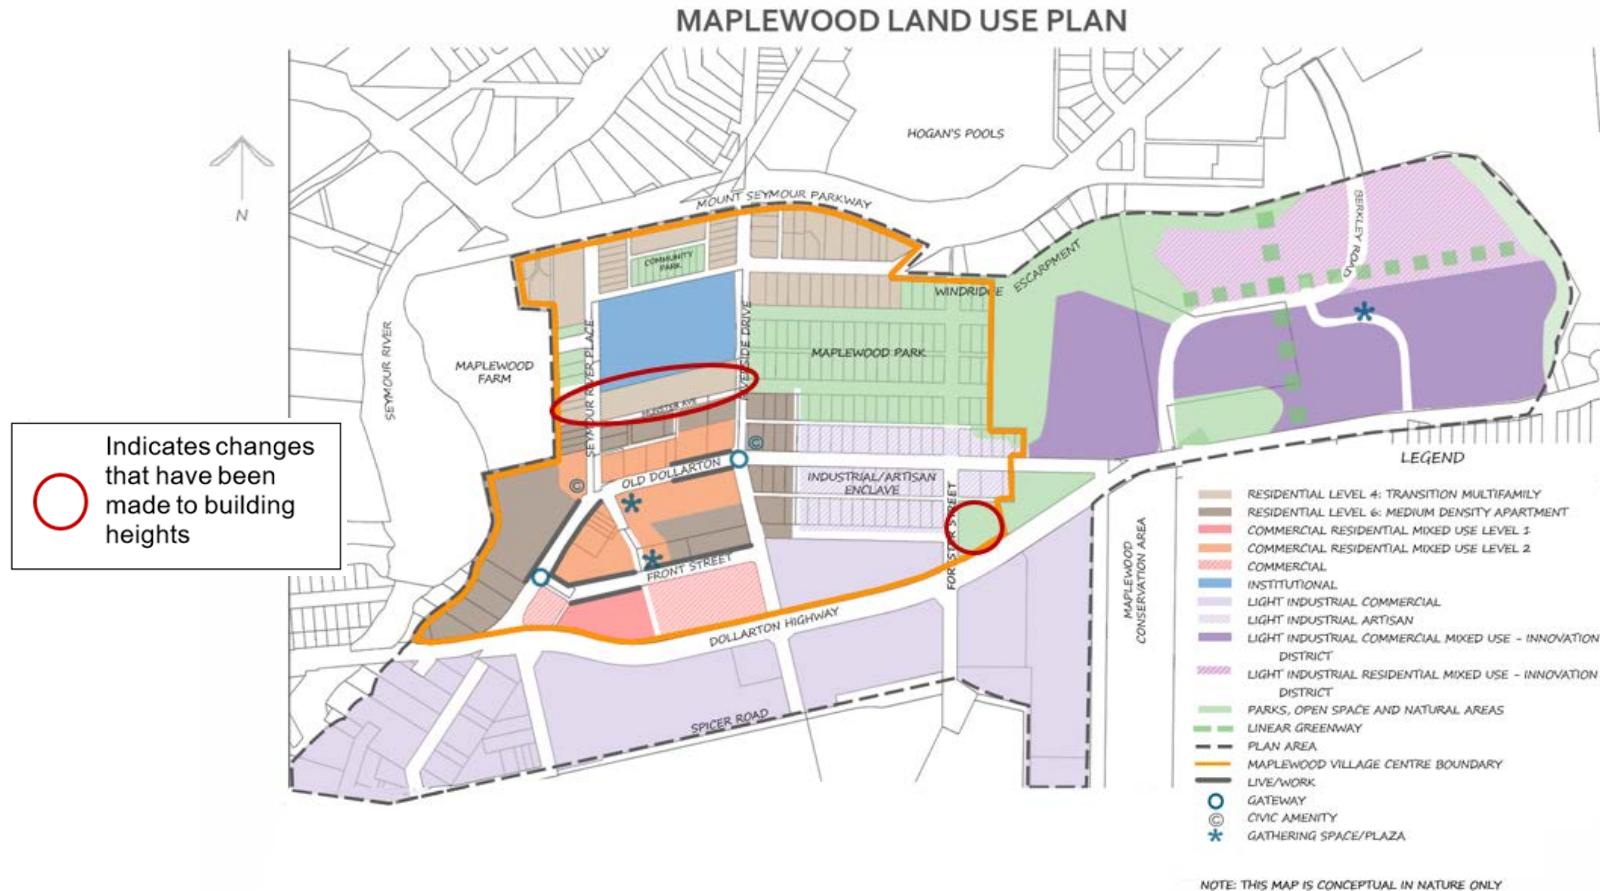 MAPLEWOOD LAND USE PLAN
HOGAN'S POOLS
N
MOUNT SEYMOUR PARKWAY
BERKLEY ROAD
ESCARPMENT
COMMUNITY
PARK
WINDRIDGE
SEYMOUR RIVER
SEYMOUR RIVER PLACE
RIVERSIDE DRIVE
MAPLEWOOD
FARM
MAPLEWOOD PARK
Indicates changes
that have been
made to building
heights
©
OLD DOLLARTON
©
INDUSTRIAL/ARTISAN
ENCLAVE
FORESTER STREET
FRONT STREET
DOLLARTON HIGHWAY
MAPLEWOOD
CONSERVATION AREA
SPICER ROAD
LEGEND
RESIDENTIAL LEVEL 4: TRANSITION MULTIFAMILY
RESIDENTIAL LEVEL 6: MEDIUM DENSITY APARTMENT
COMMERCIAL RESIDENTIAL MIXED USE LEVEL 1
COMMERCIAL RESIDENTIAL MIXED USE LEVEL 2
COMMERCIAL
INSTITUTIONAL
LIGHT INDUSTRIAL COMMERCIAL
LIGHT INDUSTRIAL ARTISAN
LIGHT INDUSTRIAL COMMERCIAL MIXED USE - INNOVATION
DISTRICT
LIGHT INDUSTRIAL RESIDENTIAL MIXED USE - INNOVATION
DISTRICT
PARKS, OPEN SPACE AND NATURAL AREAS
LINEAR GREENWAY
PLAN AREA
MAPLEWOOD VILLAGE CENTRE BOUNDARY
LIVE/WORK
GATEWAY
© CIVIC AMENITY
GATHERING SPACE/PLAZA
NOTE: THIS MAP IS CONCEPTUAL IN NATURE ONLY